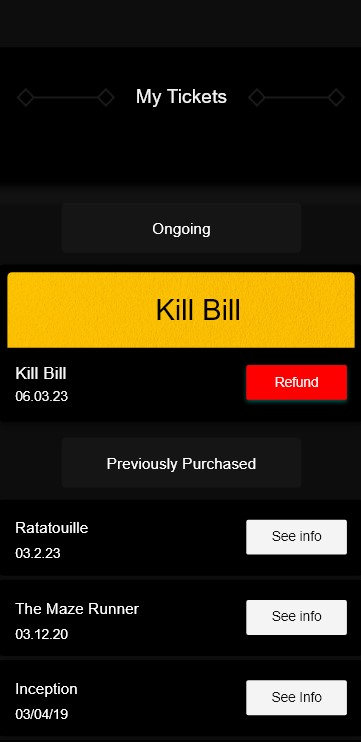 My Tickets
Ongoing
Kill Bill
Kill Bill
06.03.23
Refund
Previously Purchased
Ratatouille
03.2.23
See info
The Maze Runner
03.12.20
See info
Inception
03/04/19
See Info